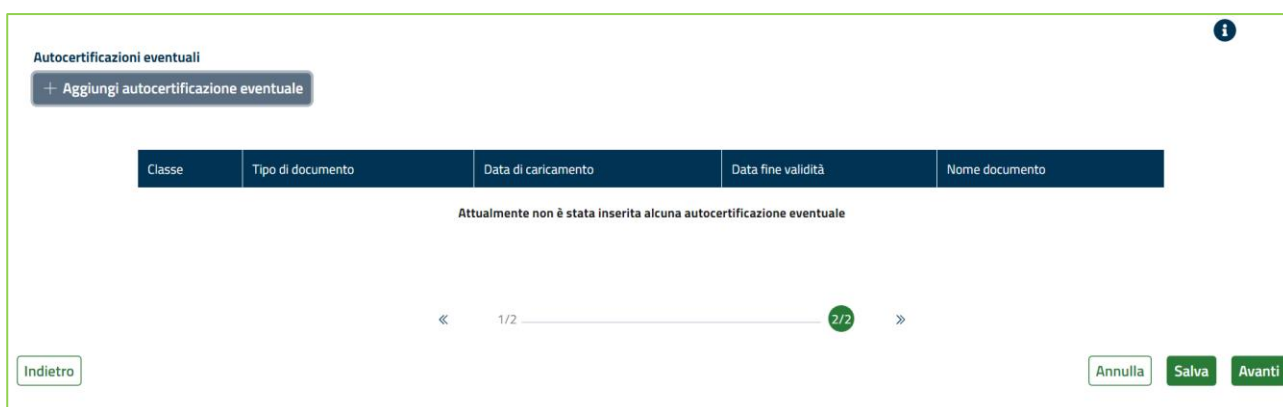 Autocertificazioni eventuali
+ Aggiungi autocertificazione eventuale
Classe Tipo di documento Data di caricamento Data fine validità Nome documento
Attualmente non è stata inserita alcuna autocertificazione eventuale
« 1/2 2/2 »
Indietro Annulla Salva Avanti